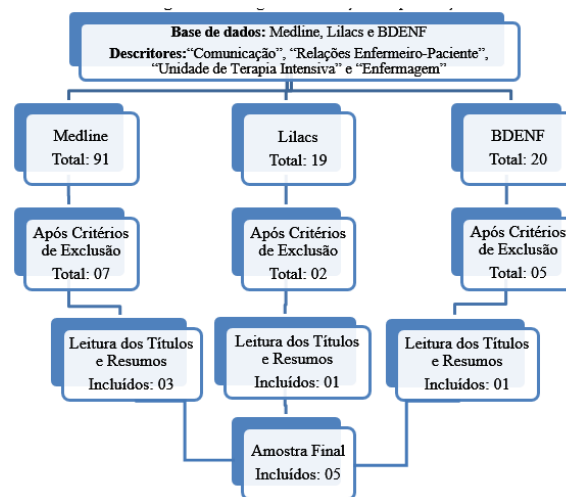 Base de dados: Medline, Lilacs e BDENF
Descritores:“Comunicação”, “Relações Enfermeiro-Paciente”,
“Unidade de Terapia Intensiva” e “Enfermagem”
Medline
Total: 91
Lilacs
Total: 19
BDENF
Total: 20
Após Critérios
de Exclusão
Total: 07
Após Critérios
de Exclusão
Total: 02
Após Critérios
de Exclusão
Total: 05
Leitura dos Títulos
e Resumos
Incluídos: 03
Leitura dos Títulos
e Resumos
Incluídos: 01
Leitura dos Títulos
e Resumos
Incluídos: 01
Amostra Final
Incluídos: 05